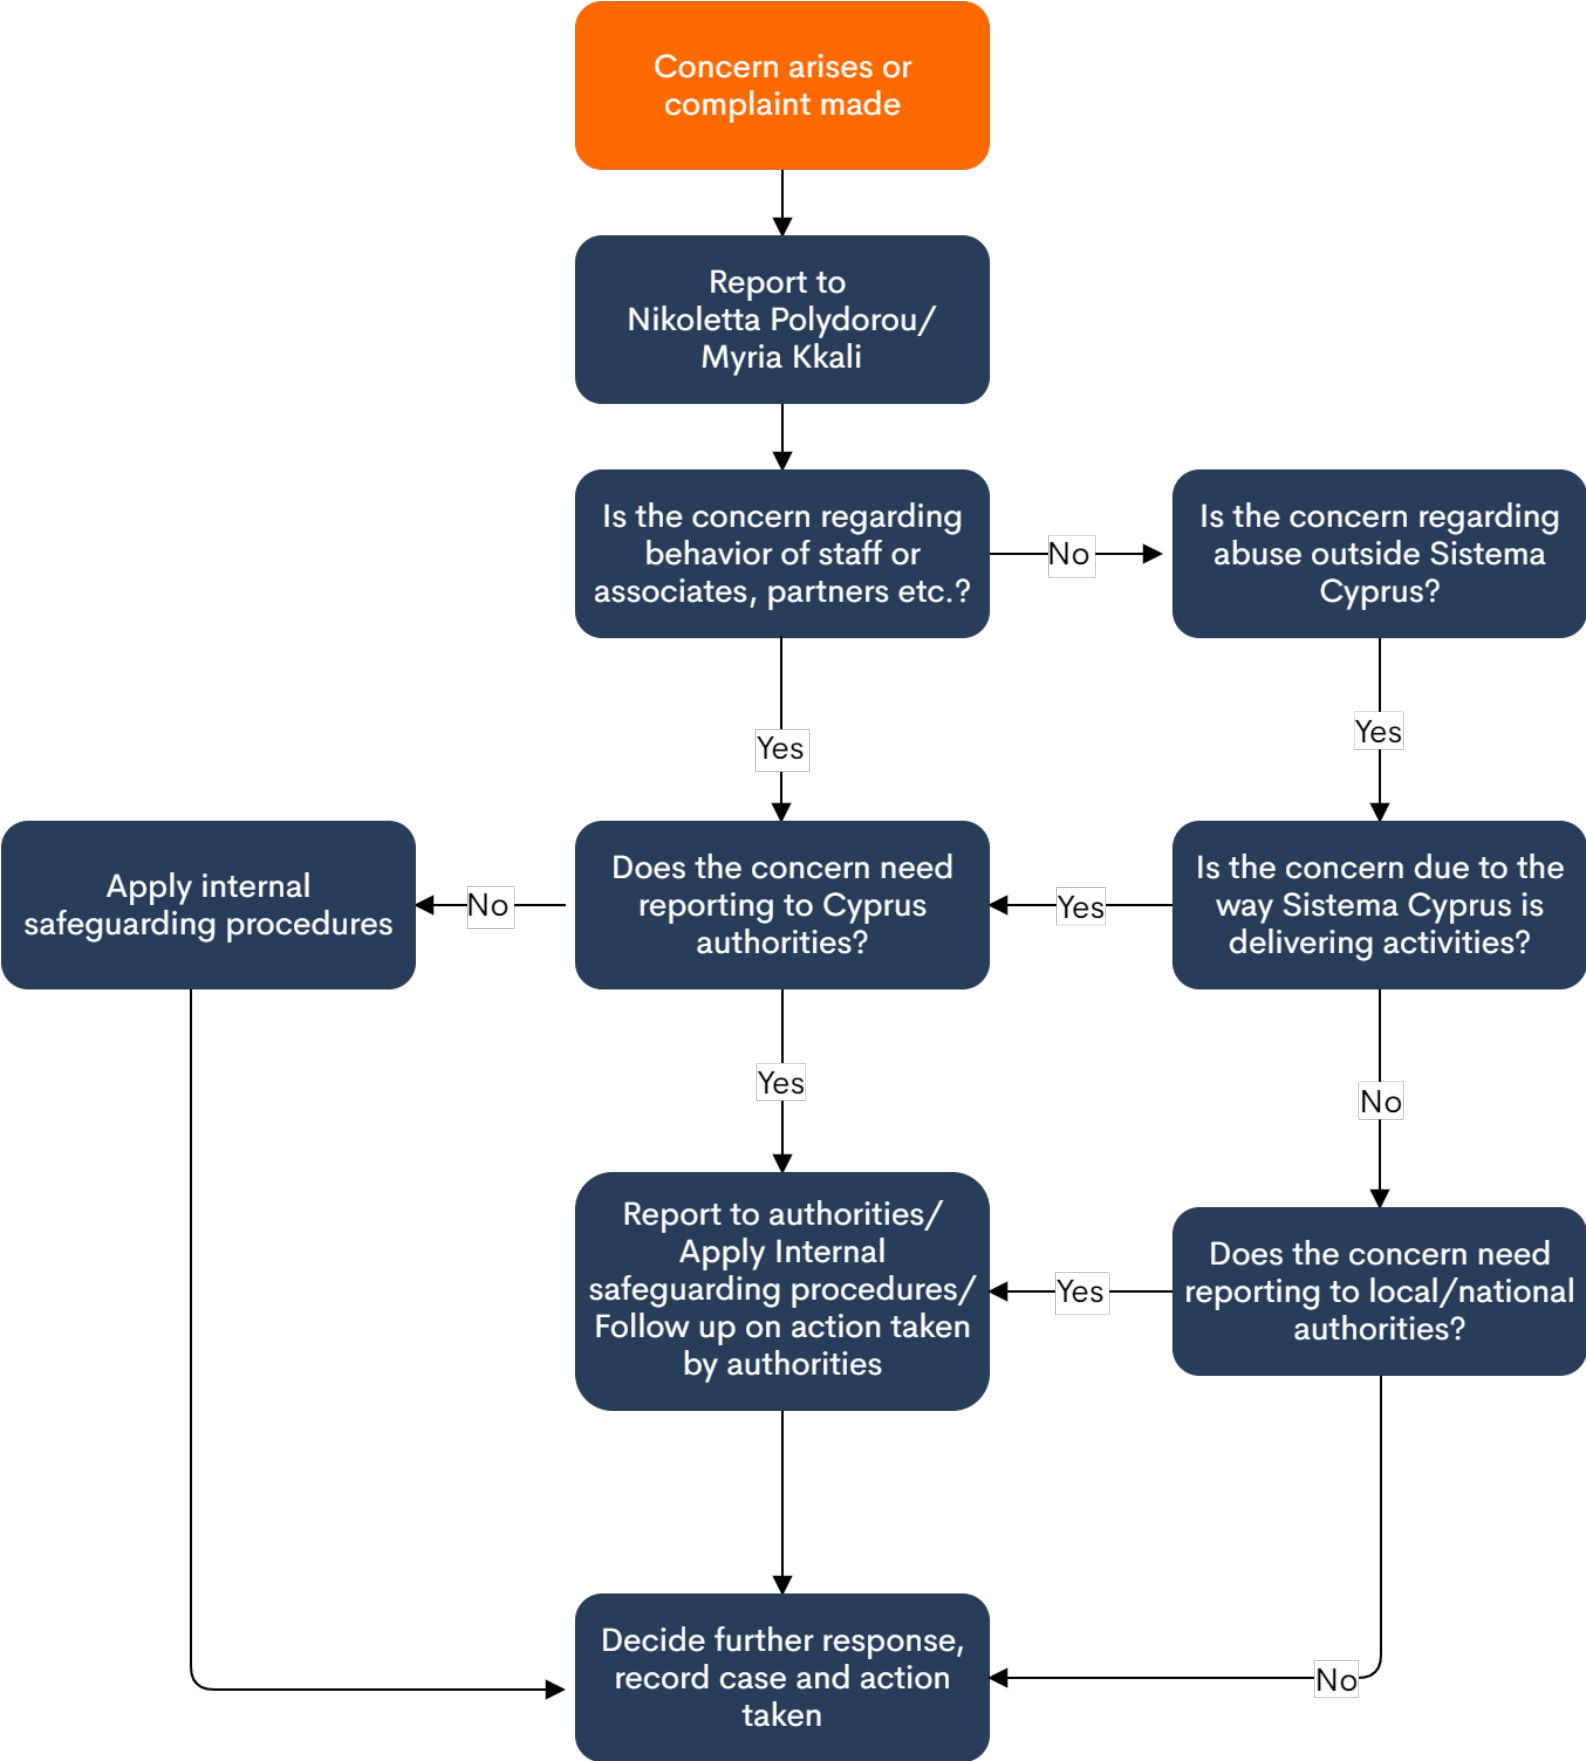 Concern arises or
complaint made
Report to
Nikoletta Polydorou/
Myria Kkali
Is the concern regarding
behavior of staff or
associates, partners etc.?
No
Is the concern regarding
abuse outside Sistema
Cyprus?
Yes
Yes
Apply internal
safeguarding procedures
No
Does the concern need
reporting to Cyprus
authorities?
Yes
Is the concern due to the
way Sistema Cyprus is
delivering activities?
Yes
No
Report to authorities/
Apply Internal
safeguarding procedures/
Follow up on action taken
by authorities
Yes
Does the concern need
reporting to local/national
authorities?
Decide further response,
record case and action
taken
No